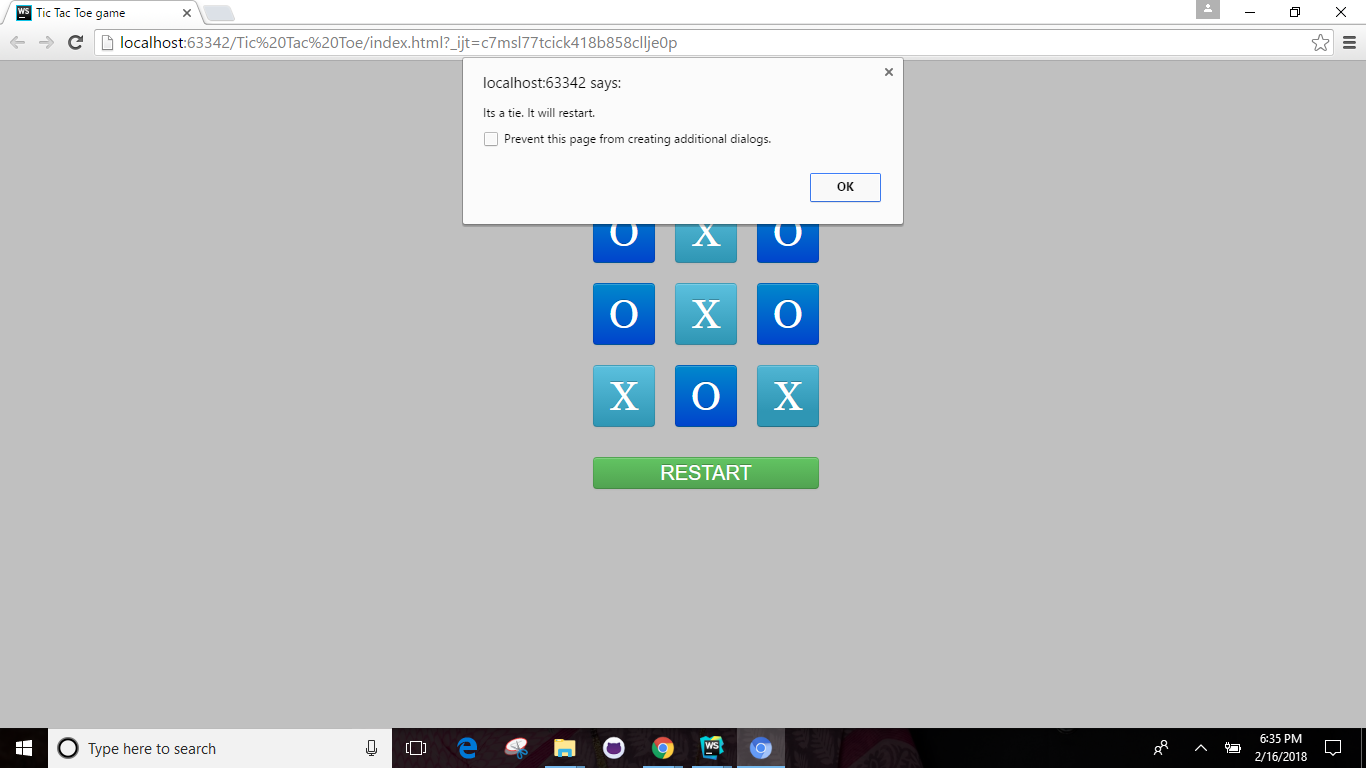 WS Tic Tac Toe game
localhost:63342/Tic%20Tac%20Toe/index.html?_ijt=c7msl77tcick418b858cllje0p
localhost:63342 says:
Its a tie. It will restart.
Prevent this page from creating additional dialogs.
OK
O X O
O X O
X O X
RESTART
Type here to search
WS
6:35 PM
2/16/2018